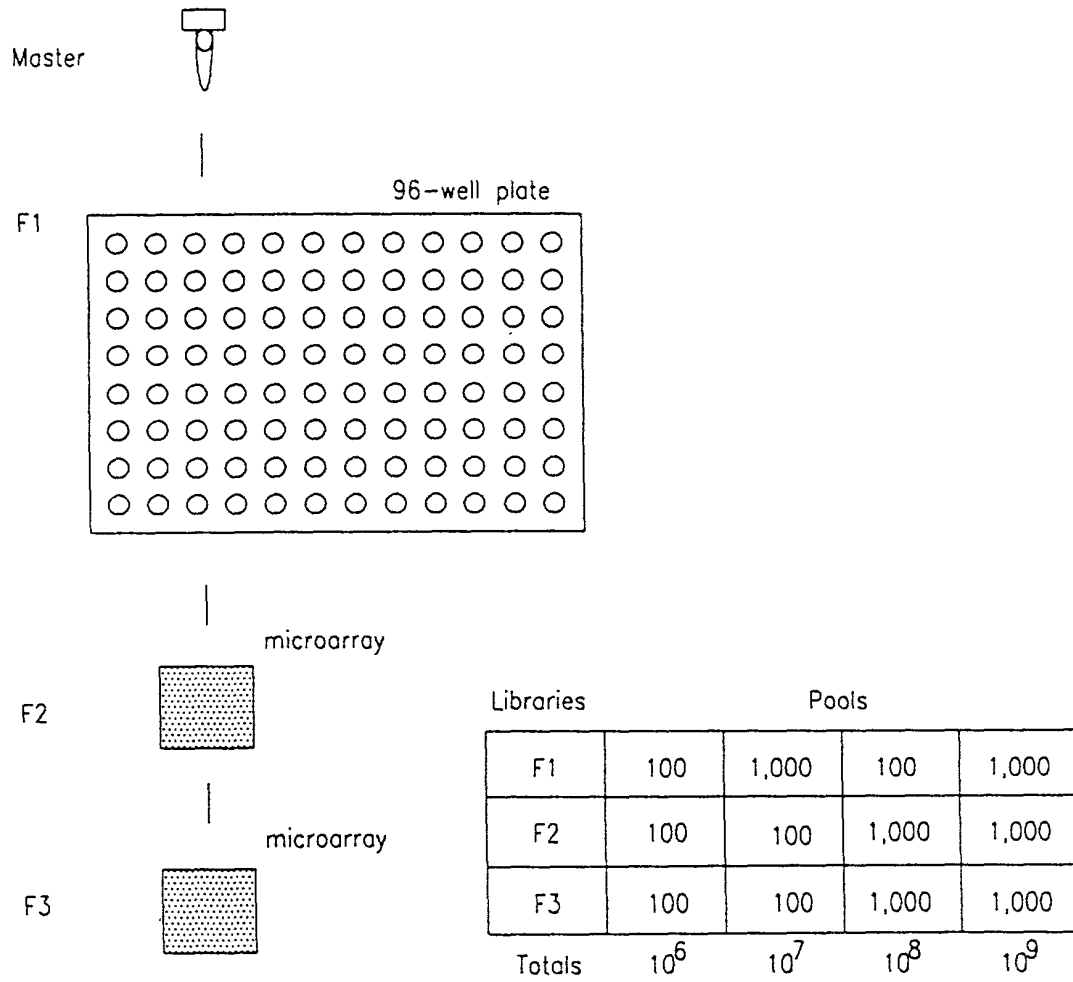 Master
96-well plate
F1
microarray
F2
microarray
F3
Libraries Pools
F1 100 1,000 100 1,000
F2 100 100 1,000 1,000
F3 100 100 1,000 1,000
Totals 10^6 10^7 10^8 10^9